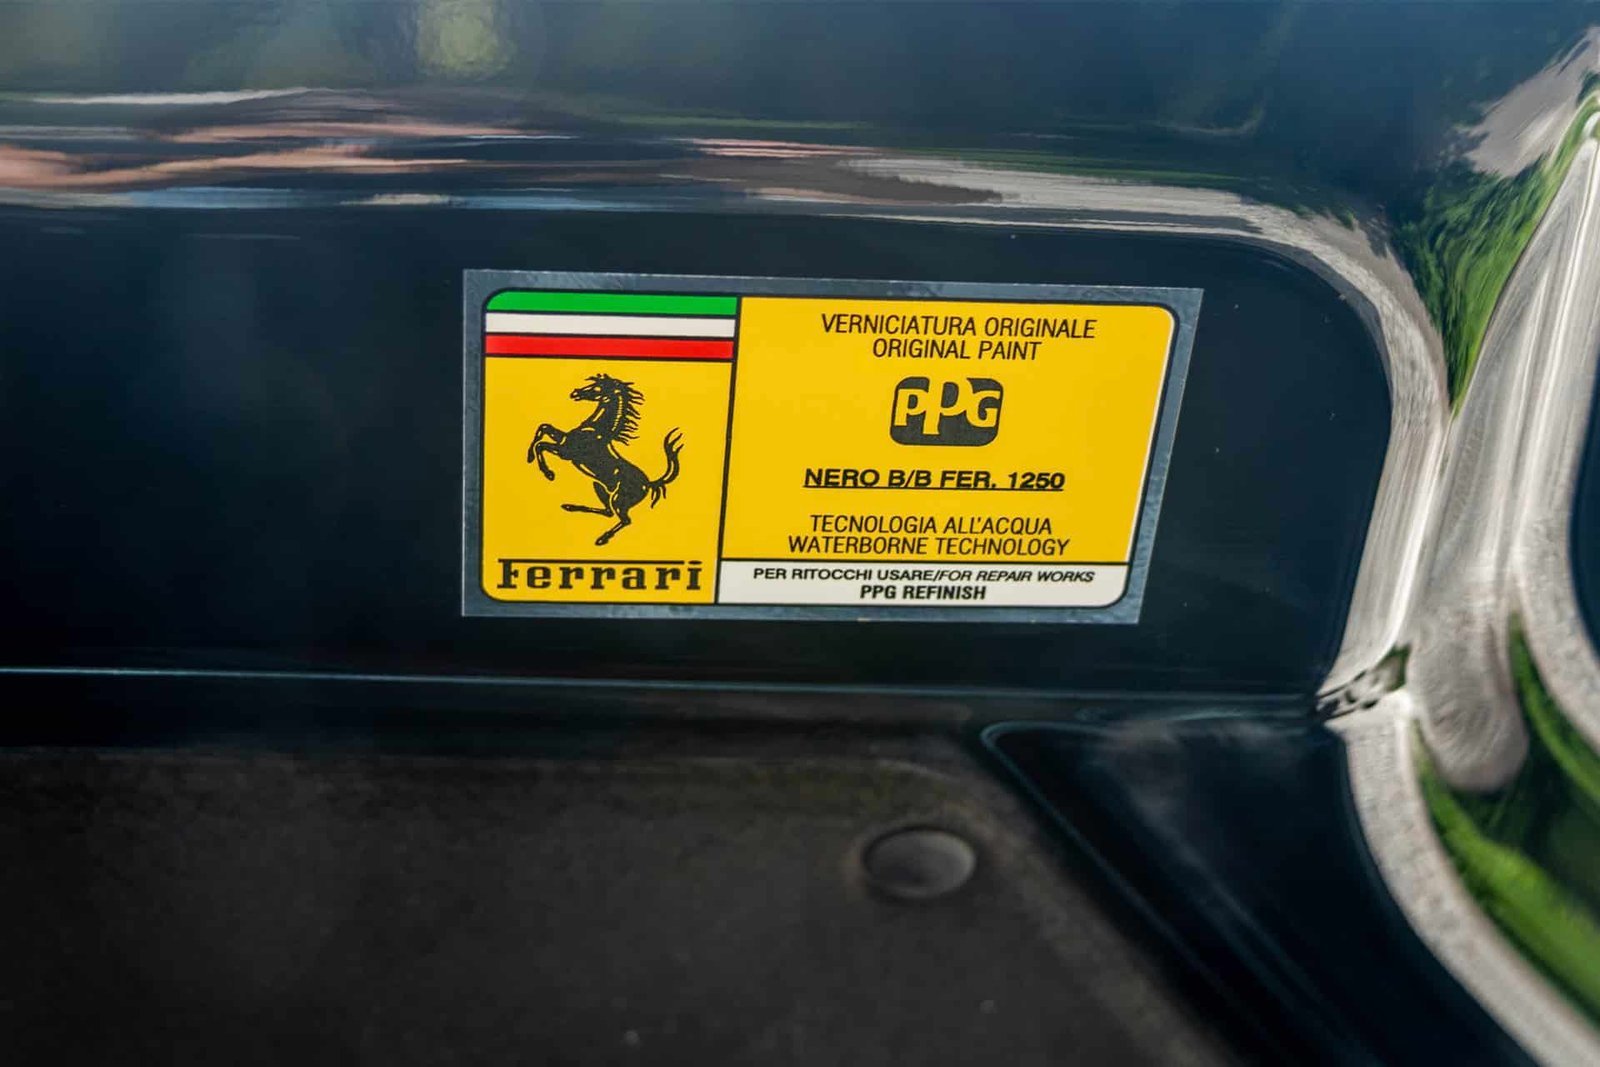 Ferrari
VERNICIATURA ORIGINALE
ORIGINAL PAINT
PPG
NERO B/B FER. 1250
TECNOLOGIA ALL'ACQUA
WATERBORNE TECHNOLOGY
PER RITOCCHI USARE/FOR REPAIR WORKS
PPG REFINISH